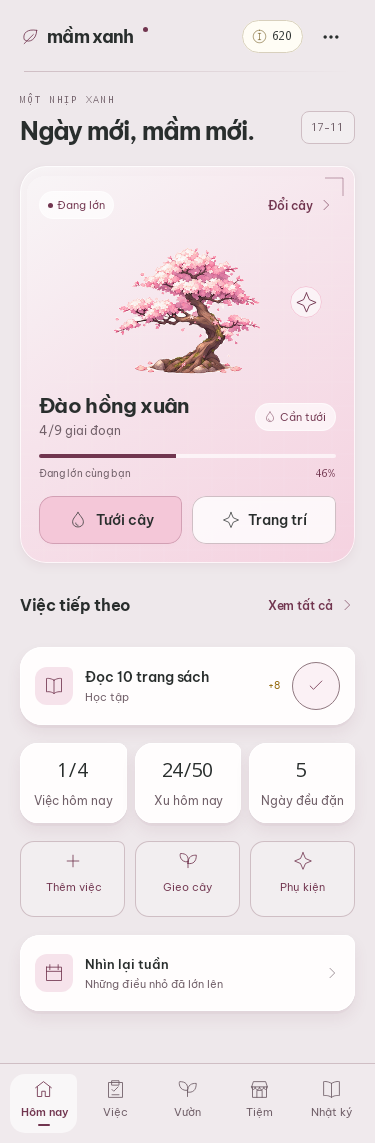 mầm xanh
620
MỘT NHỊP XANH
Ngày mới, mầm mới.
17–11
Đang lớn
Đổi cây
Đào hồng xuân
4/9 giai đoạn
Cần tưới
Đang lớn cùng bạn
46%
Tưới cây
Trang trí
Việc tiếp theo
Xem tất cả
Đọc 10 trang sách
Học tập
+8
1/4
Việc hôm nay
24/50
Xu hôm nay
5
Ngày đều đặn
Thêm việc
Gieo cây
Phụ kiện
Nhìn lại tuần
Những điều nhỏ đã lớn lên
Hôm nay
Việc
Vườn
Tiệm
Nhật ký